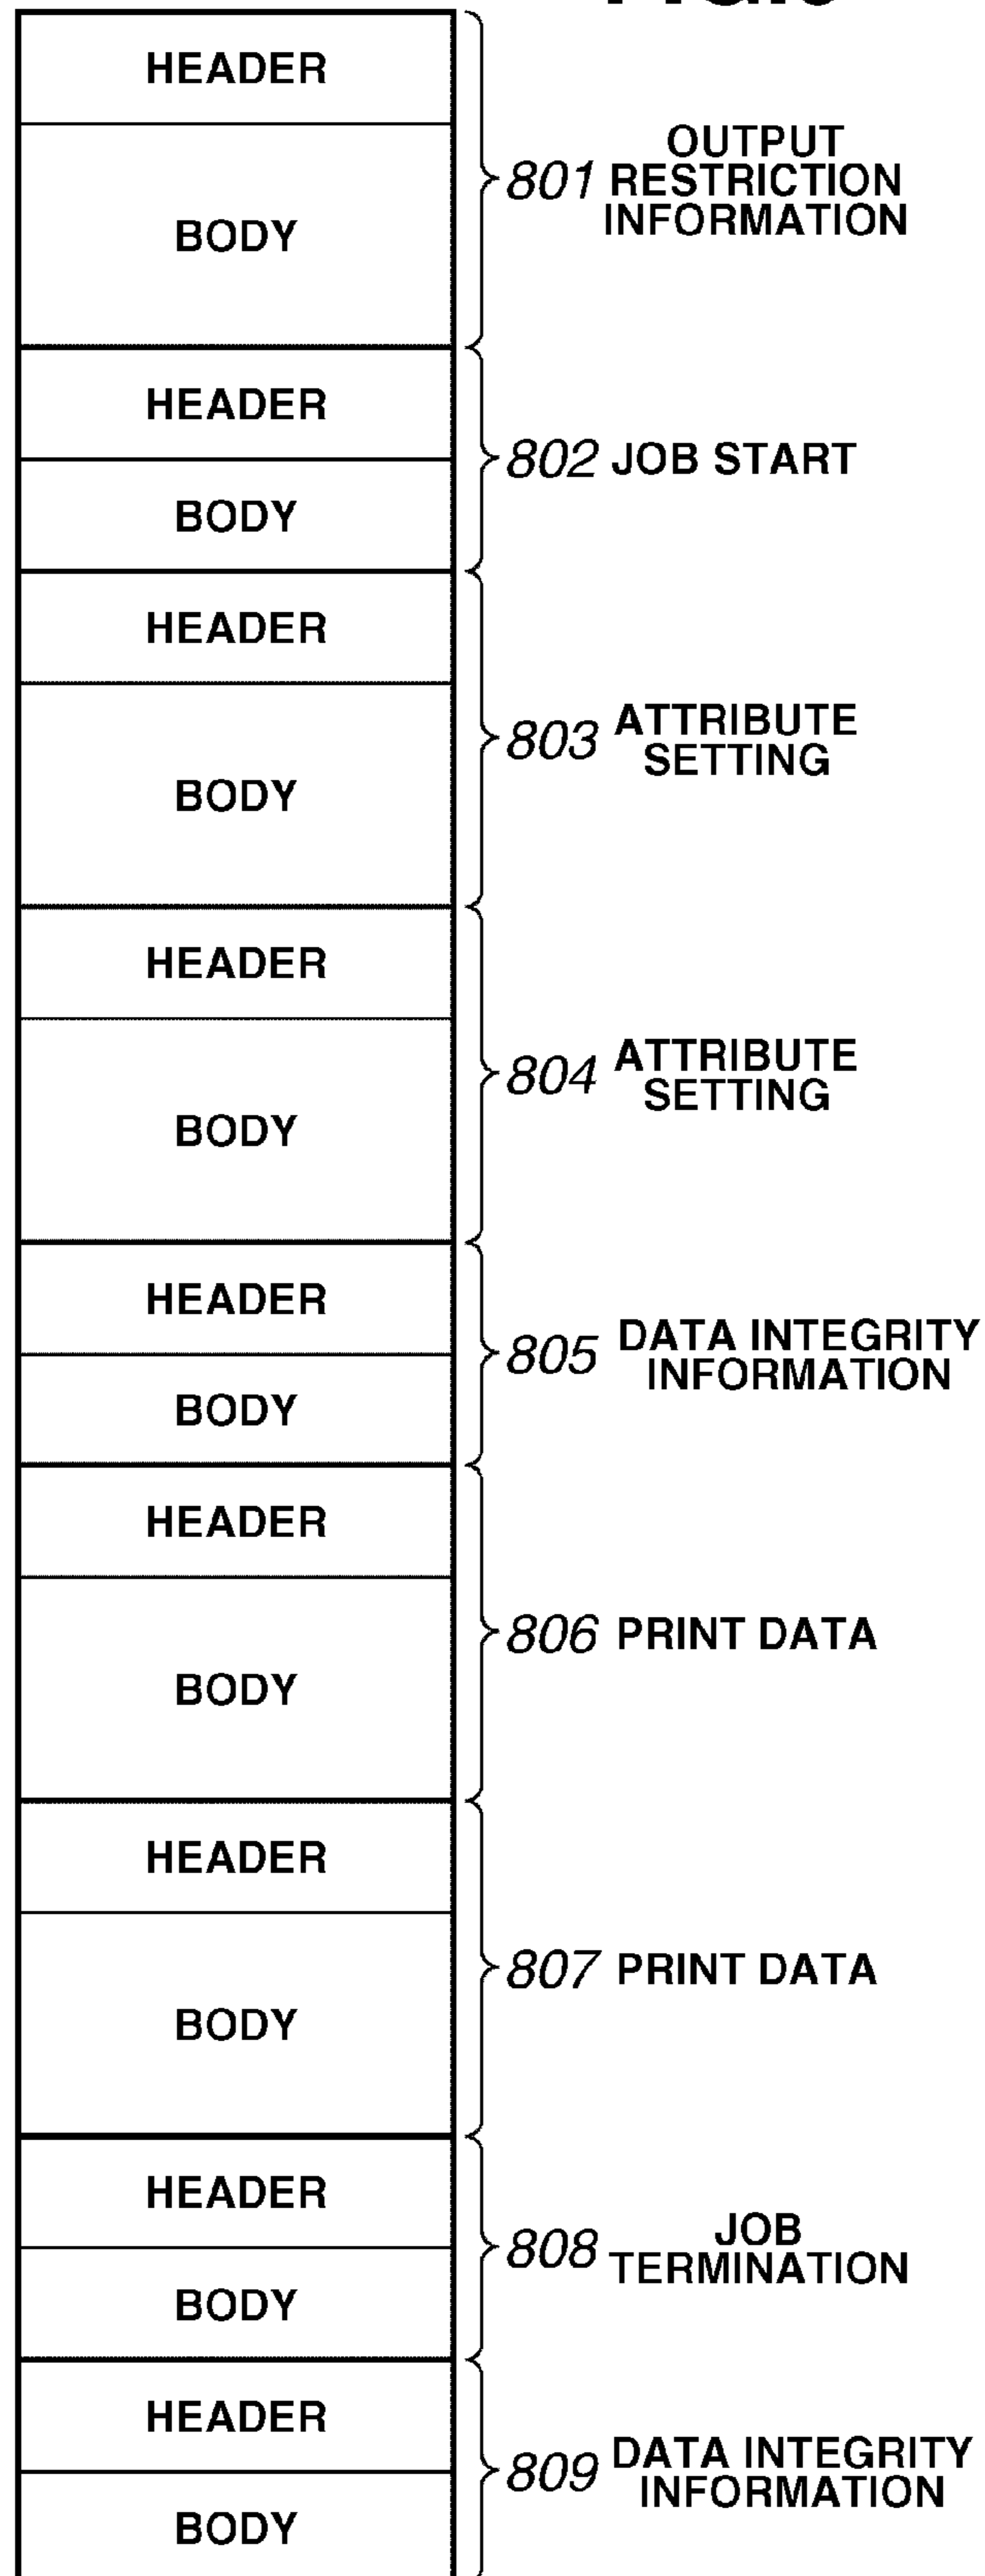 HEADER
BODY
801 OUTPUT
RESTRICTION
INFORMATION
HEADER
BODY
802 JOB START
HEADER
BODY
803 ATTRIBUTE
SETTING
HEADER
BODY
804 ATTRIBUTE
SETTING
HEADER
BODY
805 DATA INTEGRITY
INFORMATION
HEADER
BODY
806 PRINT DATA
HEADER
BODY
807 PRINT DATA
HEADER
BODY
808 JOB
TERMINATION
HEADER
BODY
809 DATA INTEGRITY
INFORMATION